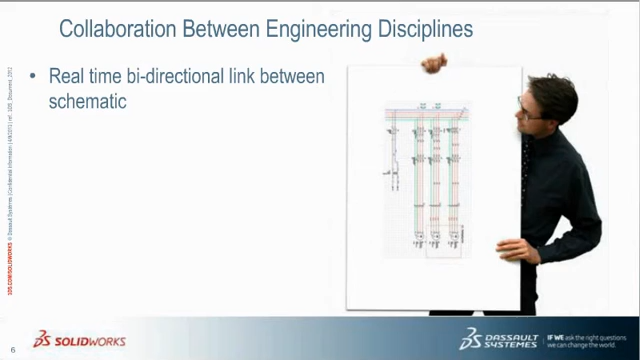 Collaboration Between Engineering Disciplines
• Real time bi-directional link between
schematic
6
SOLIDWORKS
DASSAULT
SYSTEMES
IF WE ask the right questions
we can change the world.